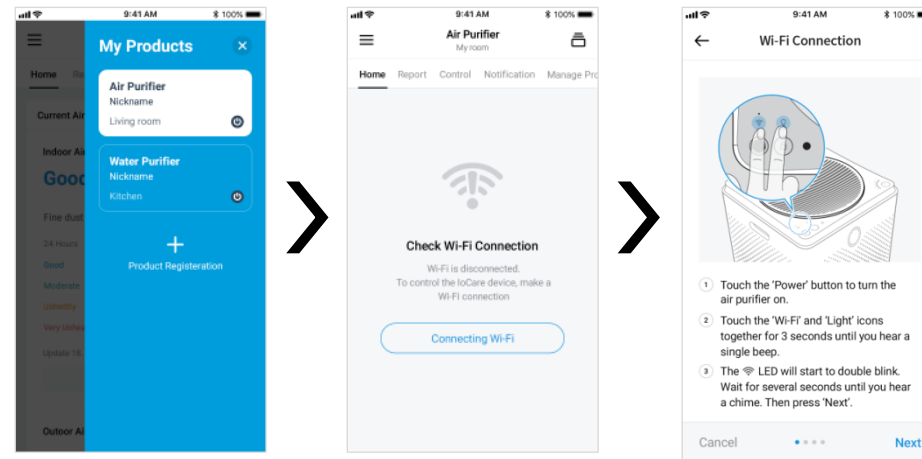 9:41 AM
100%
My Products
Home
Current Air
Air Purifier
Nickname
Living room
Indoor Ai
Good
Water Purifier
Nickname
Kitchen
Fine dust
24 Hours
Good
Product Registeration
Moderate
Unhealthy
Very Unhea
Update 16.
Outoor Ai
9:41 AM
100%
Air Purifier
My room
Home Report Control Notification Manage Pro
Check Wi-Fi Connection
Wi-Fi is disconnected.
To control the IoCare device, make a
Wi-Fi connection
Connecting Wi-Fi
9:41 AM
100%
Wi-Fi Connection
1 Touch the 'Power' button to turn the
air purifier on.
2 Touch the 'Wi-Fi' and 'Light' icons
together for 3 seconds until you hear a
single beep.
3 The LED will start to double blink.
Wait for several seconds until you hear
a chime. Then press 'Next'.
Cancel
Next